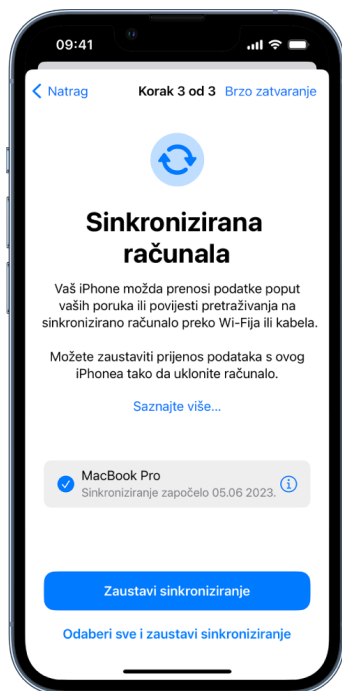 09:41
Natrag Korak 3 od 3 Brzo zatvaranje
Sinkronizirana
računala
Vaš iPhone možda prenosi podatke poput
vaših poruka ili povijesti pretraživanja na
sinkronizirano računalo preko Wi-Fija ili kabela.
Možete zaustaviti prijenos podataka s ovog
iPhonea tako da uklonite računalo.
Saznajte više...
MacBook Pro
Sinkroniziranje započelo 05.06 2023.
Zaustavi sinkroniziranje
Odaberi sve i zaustavi sinkroniziranje